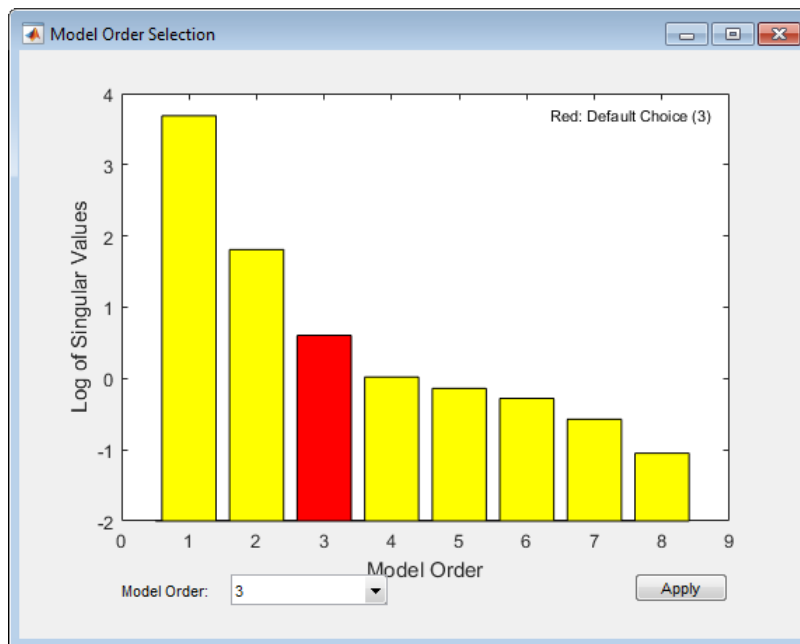 Model Order Selection
Red: Default Choice (3)
Log of Singular Values
4
3
2
1
0
-1
-2
0 1 2 3 4 5 6 7 8 9
Model Order
Model Order: 3 Apply